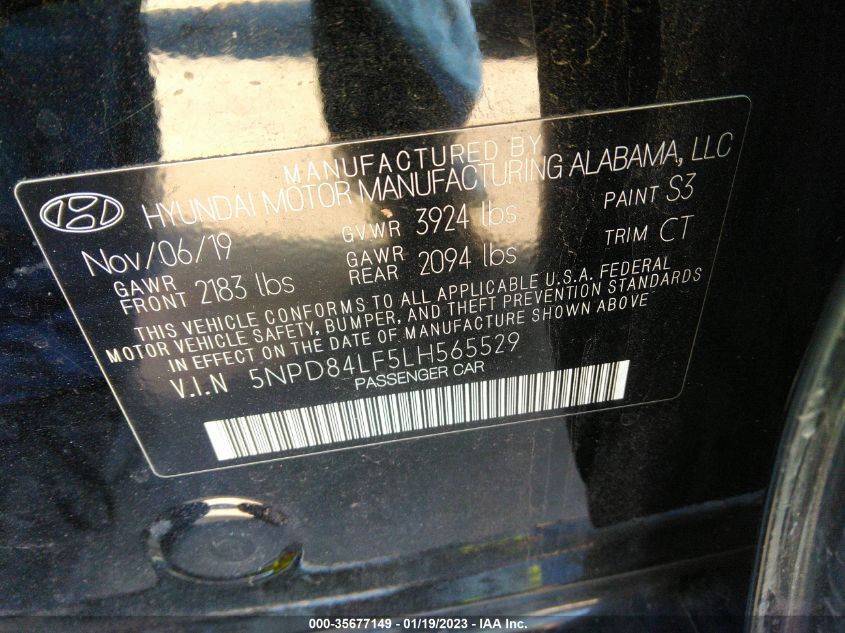 MANUFACTURED BY
HYUNDAI MOTOR MANUFACTURING ALABAMA, LLC
Nov/06/19 GVWR 3924 lbs PAINT S3
GAWR FRONT 2183 lbs GAWR REAR 2094 lbs TRIM CT
THIS VEHICLE CONFORMS TO ALL APPLICABLE U.S.A. FEDERAL
MOTOR VEHICLE SAFETY, BUMPER, AND THEFT PREVENTION STANDARDS
IN EFFECT ON THE DATE OF MANUFACTURE SHOWN ABOVE
V.I.N 5NPD84LF5LH565529
PASSENGER CAR
000-35677149 - 01/19/2023 - IAA Inc.